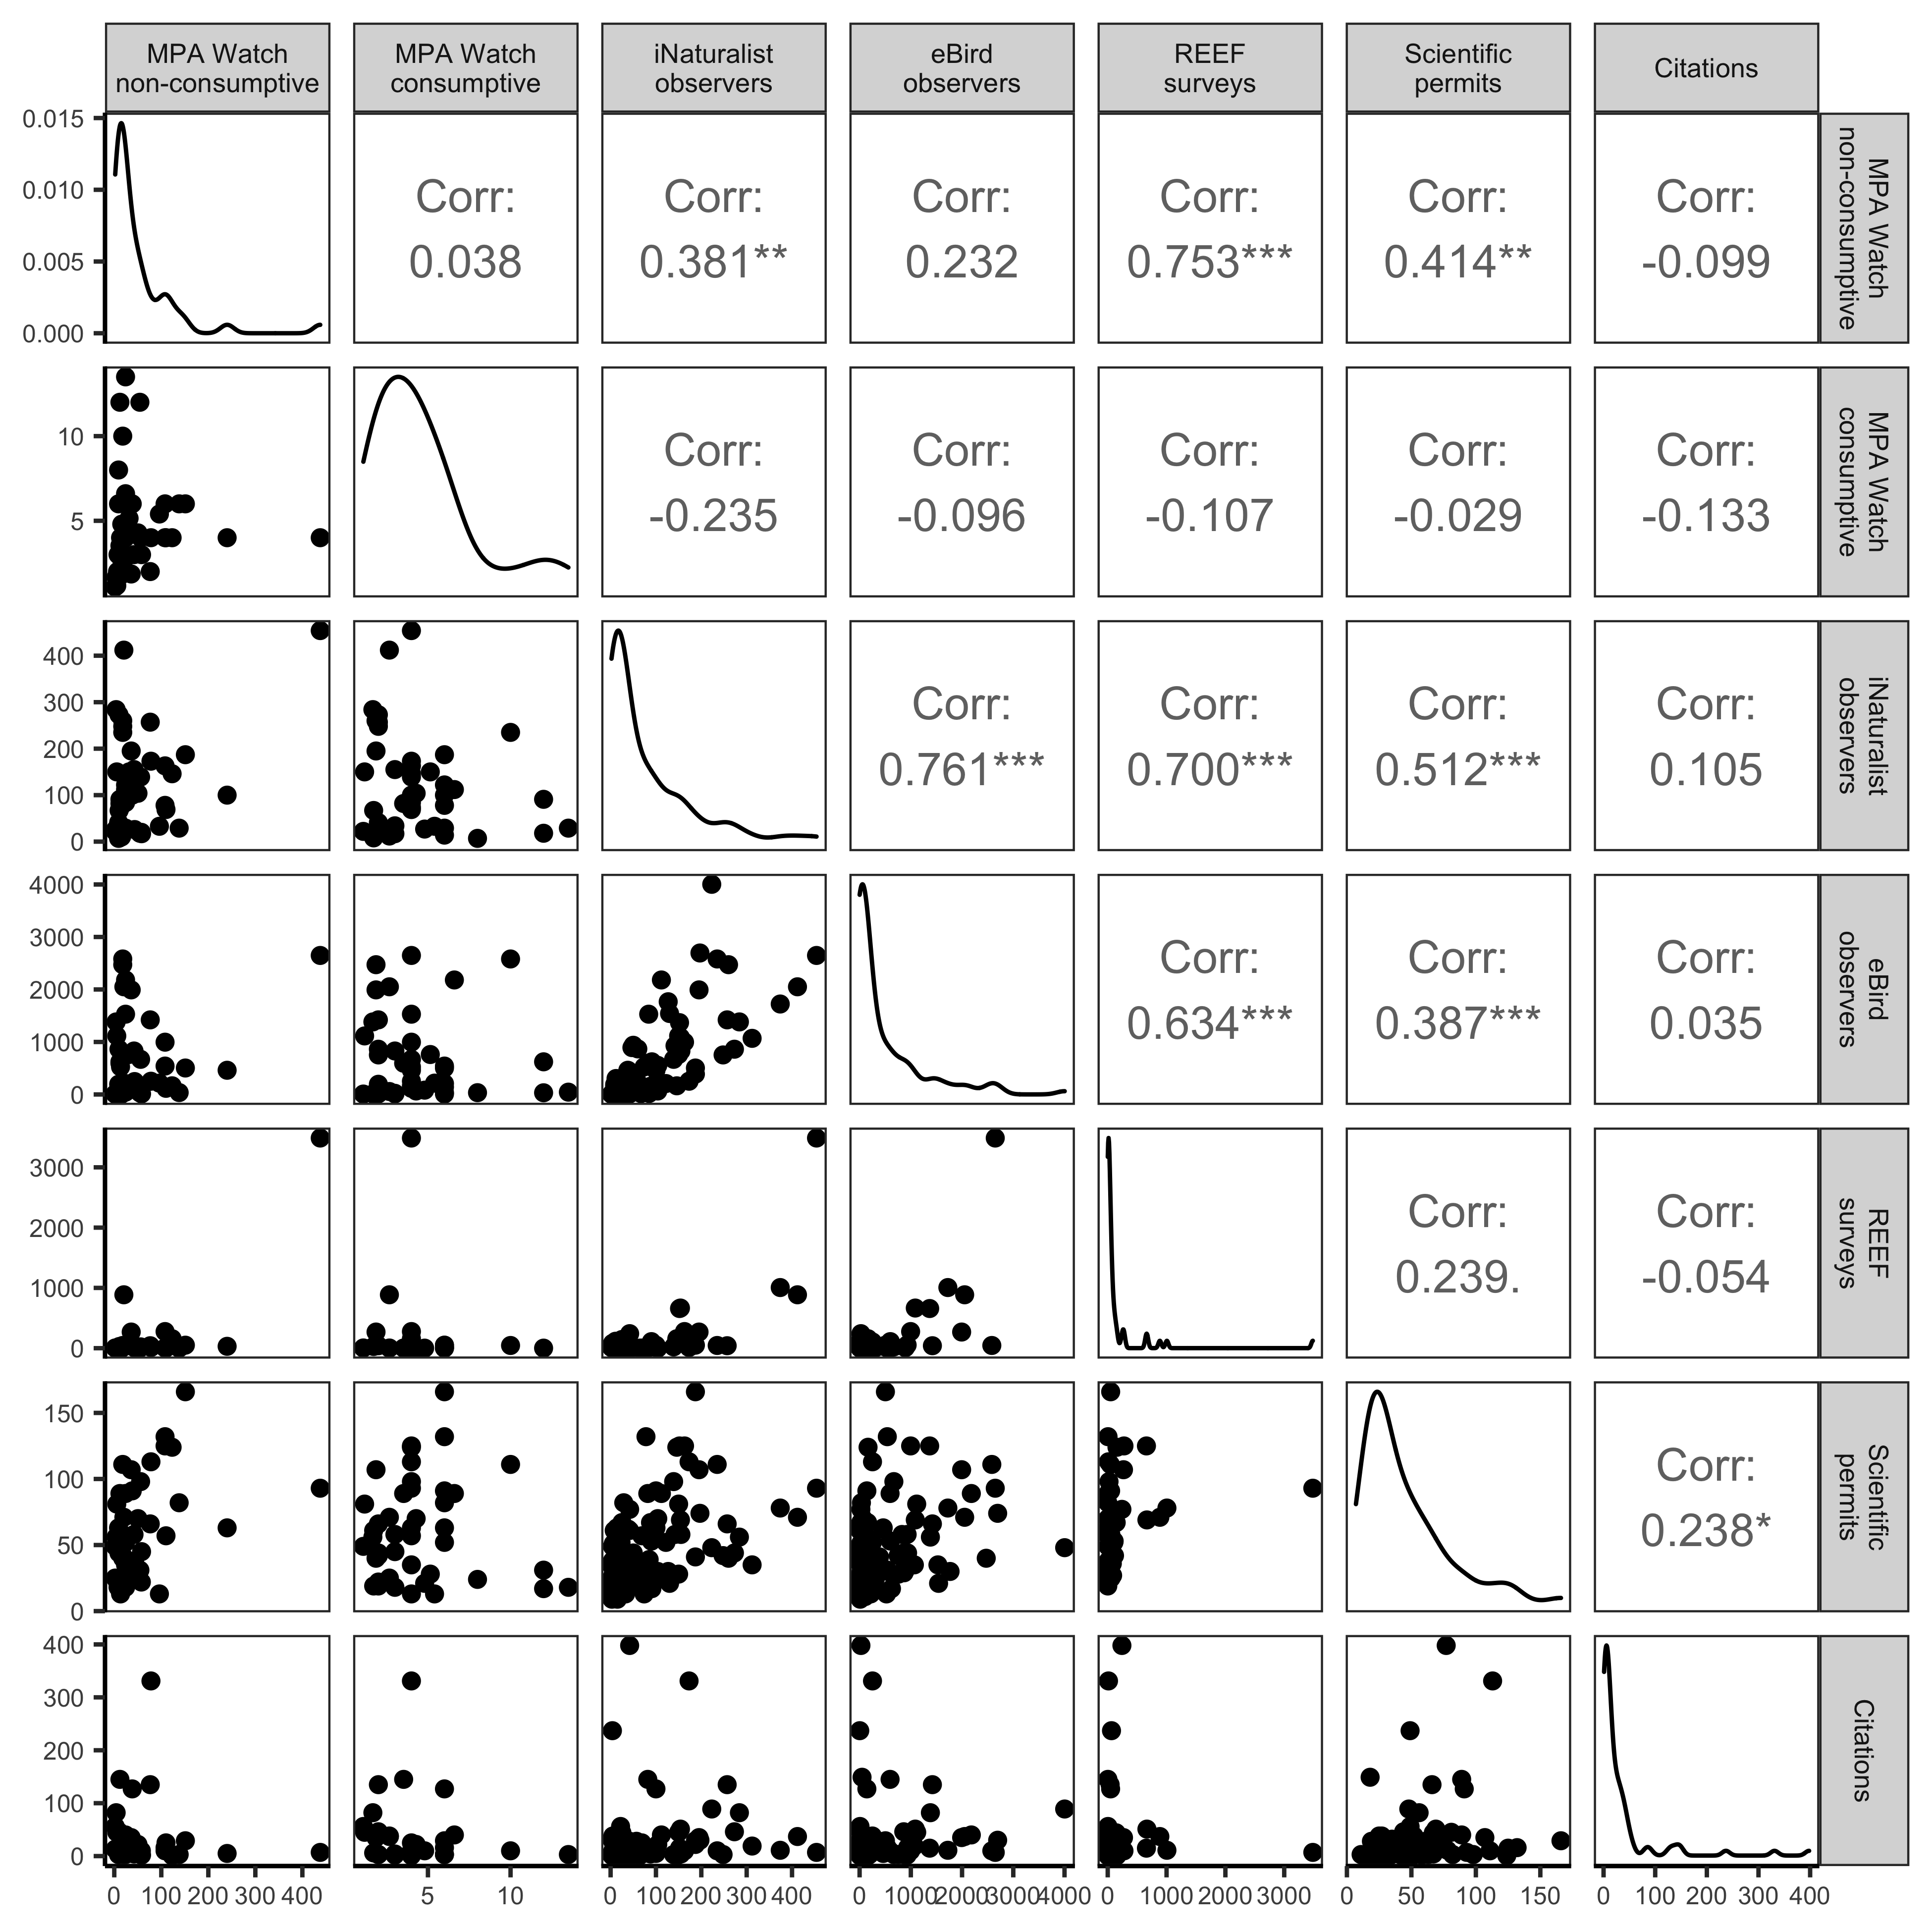 MPA Watch
non-consumptive
MPA Watch
consumptive
iNaturalist
observers
eBird
observers
REEF
surveys
Scientific
permits
Citations
0.015
0.010
0.005
0.000
Corr:
0.038
Corr:
0.381**
Corr:
0.232
Corr:
0.753***
Corr:
0.414**
Corr:
-0.099
MPA Watch
non-consumptive
10
5
Corr:
-0.235
Corr:
-0.096
Corr:
-0.107
Corr:
-0.029
Corr:
-0.133
MPA Watch
consumptive
400
300
200
100
0
Corr:
0.761***
Corr:
0.700***
Corr:
0.512***
Corr:
0.105
iNaturalist
observers
4000
3000
2000
1000
0
Corr:
0.634***
Corr:
0.387***
Corr:
0.035
eBird
observers
3000
2000
1000
0
Corr:
0.239.
Corr:
-0.054
REEF
surveys
150
100
50
0
Corr:
0.238*
Scientific
permits
400
300
200
100
0
Citations
0 100 200 300 400
5 10
0 100 200 300 400
0 1000 2000 3000 4000
0 1000 2000 3000
0 50 100 150
0 100 200 300 400